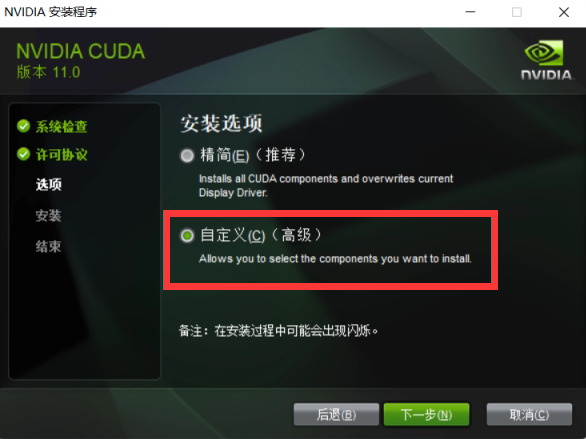 NVIDIA 安装程序
NVIDIA CUDA
版本 11.0
NVIDIA.
系统检查
许可协议
选项
安装
结束
安装选项
精简(E)（推荐）
Installs all CUDA components and overwrites current
Display Driver.
自定义(C)（高级）
Allows you to select the components you want to install.
备注：在安装过程中可能会出现闪烁。
后退(B)
下一步(N)
取消(C)